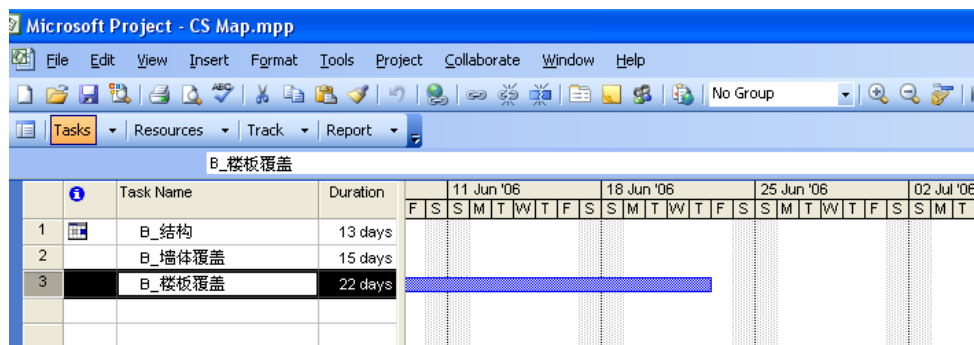 Microsoft Project - CS Map.mpp
File Edit View Insert Format Tools Project Collaborate Window Help
ABC No Group
Tasks Resources Track Report
B_楼板覆盖
Task Name Duration 11 Jun '06 18 Jun '06 25 Jun '06 02 Jul '06
F S S M T W T F S S M T W T F S S M T W T F S S M T
1 B_结构 13 days
2 B_墙体覆盖 15 days
3 B_楼板覆盖 22 days